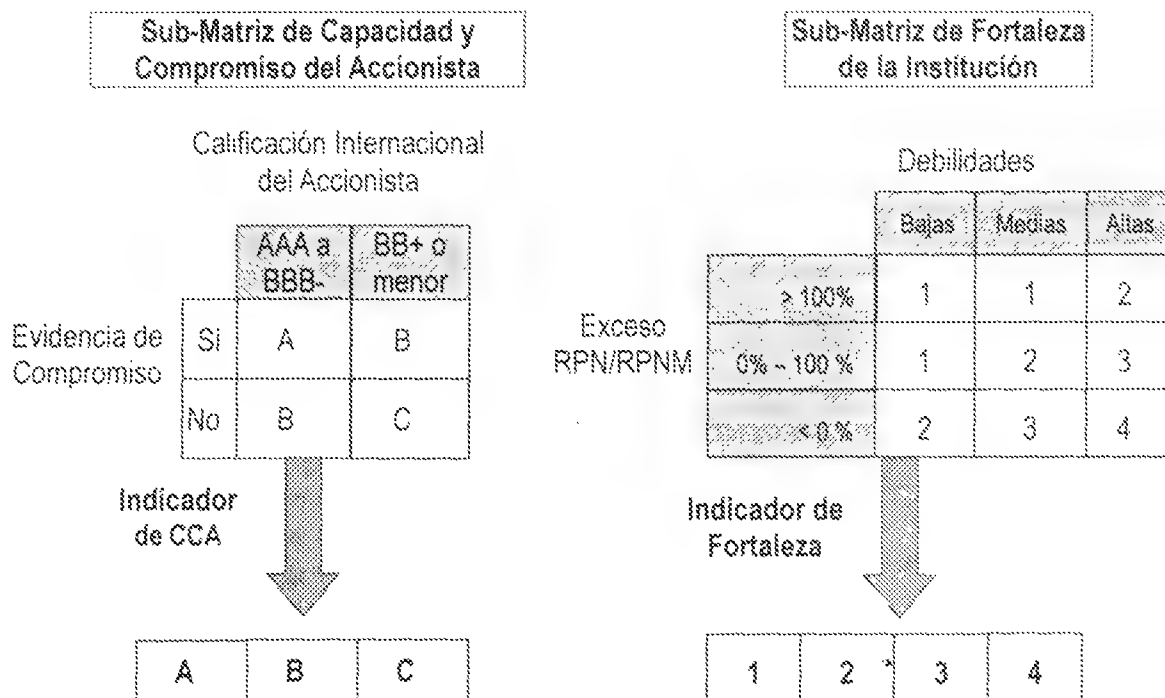 Sub-Matriz de Capacidad y
Compromiso del Accionista
Calificación Internacional
del Accionista
AAA a
BBB-
BB+ o
menor
Evidencia de
Compromiso
Si
A
B
No
B
C
Indicador
de CCA
A
B
C
Sub-Matriz de Fortaleza
de la Institución
Debilidades
Bajas
Medias
Altas
Exceso
RPN/RPNM
≥ 100%
1
1
2
0% - 100 %
1
2
3
< 0 %
2
3
4
Indicador de
Fortaleza
1
2
3
4